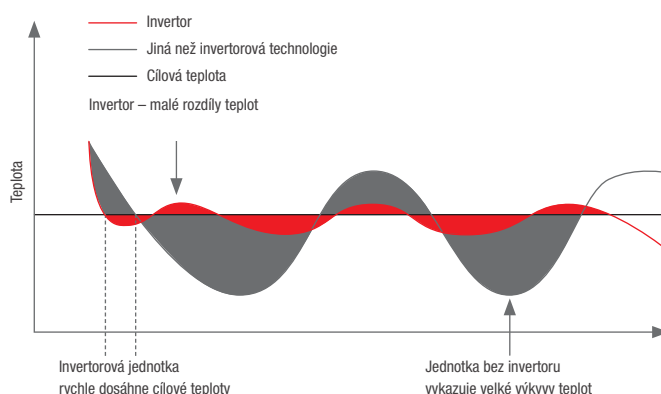 Invertor
Jiná než invertorová technologie
Cílová teplota
Invertor – malé rozdíly teplot
Teplota
Invertorová jednotka
rychle dosáhne cílové teploty
Jednotka bez invertoru
vykazuje velké výkyvy teplot